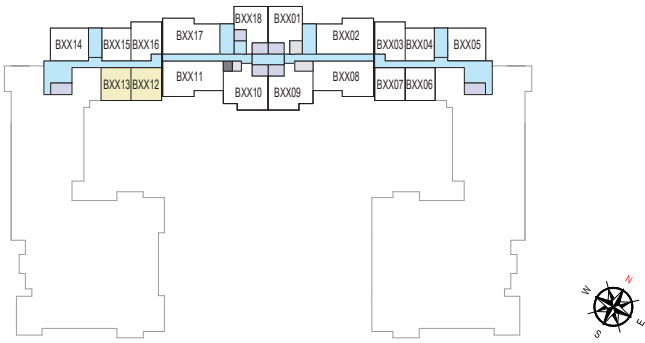 BXX18 BXX01
BXX14 BXX15 BXX16 BXX17 BXX02 BXX03 BXX04 BXX05
BXX13 BXX12 BXX11 BXX10 BXX09 BXX08 BXX07 BXX06
N
W
E
S